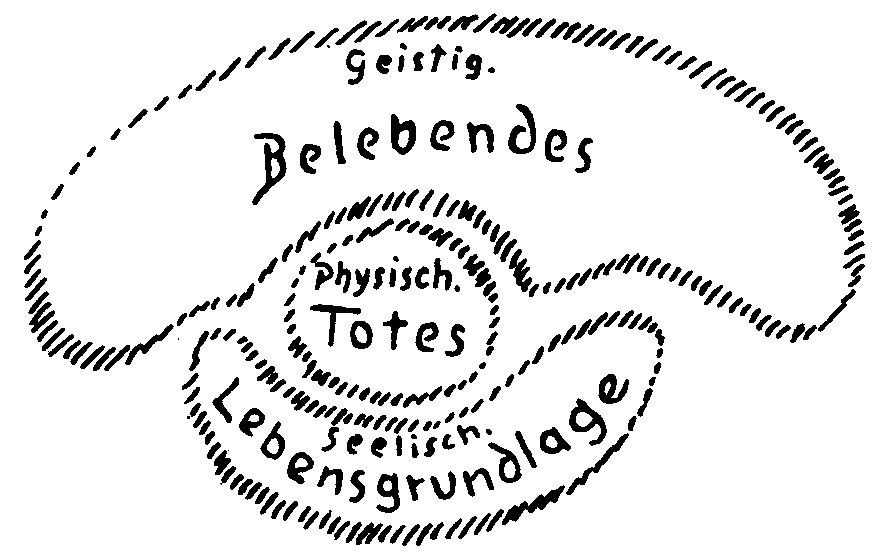 Geistig.
Belebendes
Physisch.
Totes
Seelisch.
Lebensgrundlage